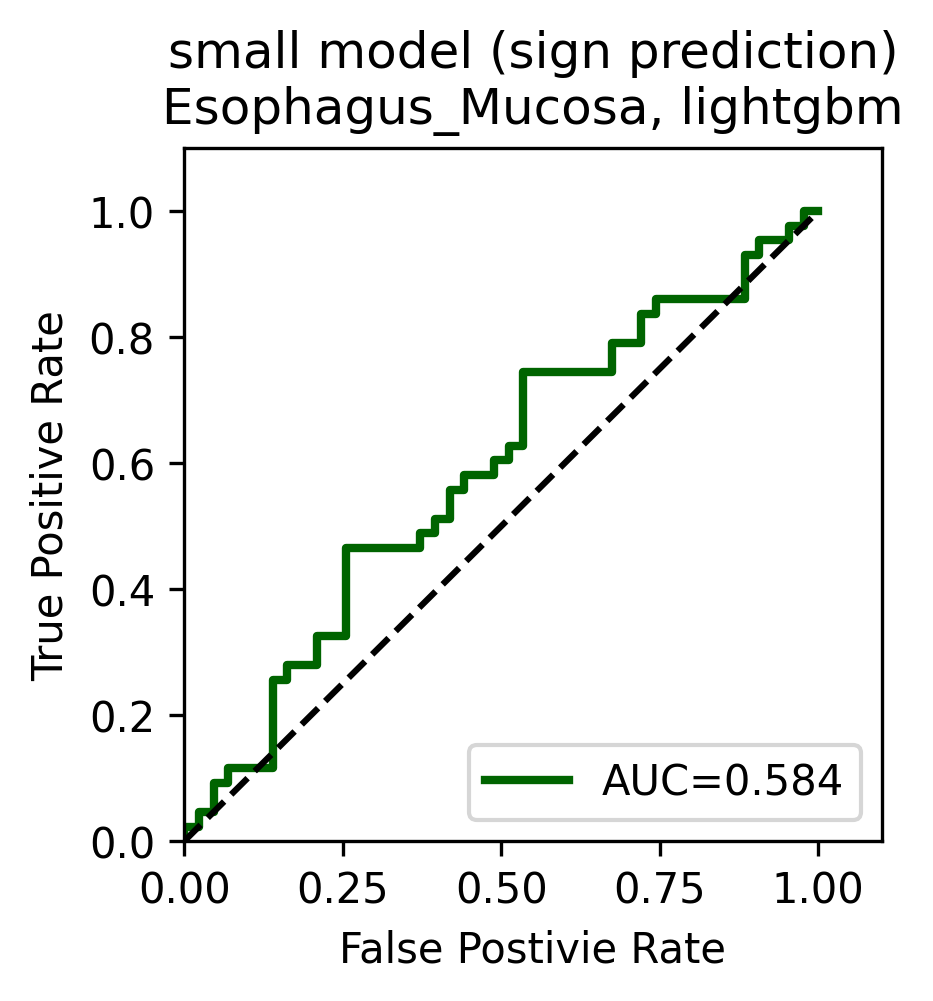 small model (sign prediction)
Esophagus_Mucosa, lightgbm
1.0
0.8
0.6
0.4
0.2
0.0
True Positive Rate
AUC=0.584
0.00 0.25 0.50 0.75 1.00
False Postivie Rate